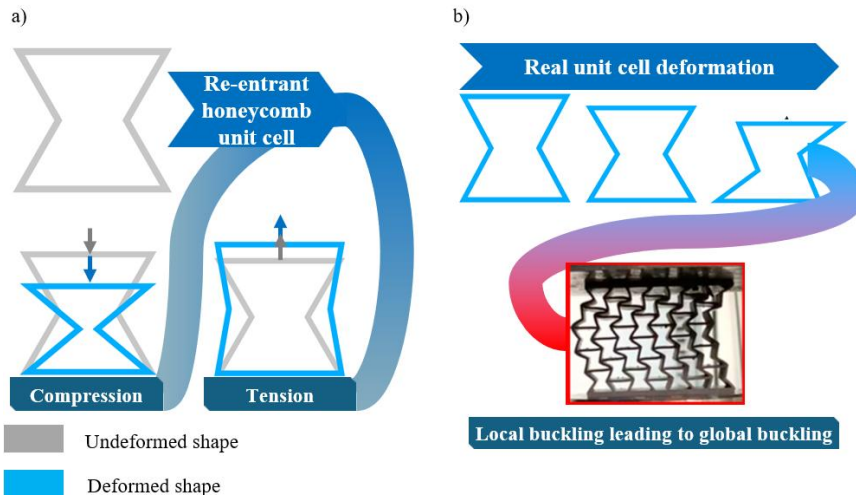 a)
Re-entrant
honeycomb
unit cell
Compression
Tension
Undeformed shape
Deformed shape
b)
Real unit cell deformation
Local buckling leading to global buckling